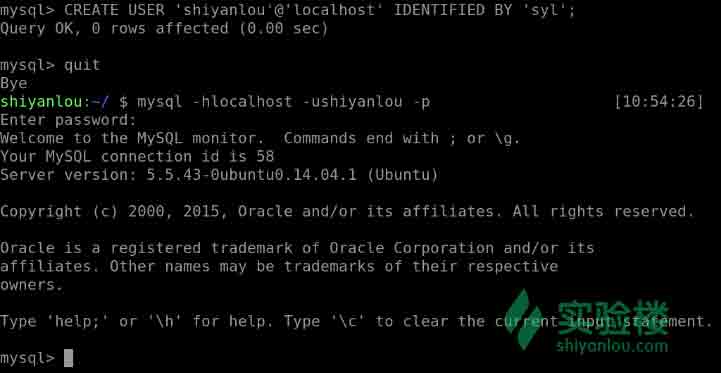 mysql> CREATE USER 'shiyanlou'@'localhost' IDENTIFIED BY 'syl';
Query OK, 0 rows affected (0.00 sec)
mysql> quit
Bye
shiyanlou:~/ $ mysql -hlocalhost -ushiyanlou -p [10:54:26]
Enter password:
Welcome to the MySQL monitor.  Commands end with ; or \g.
Your MySQL connection id is 58
Server version: 5.5.43-0ubuntu0.14.04.1 (Ubuntu)
Copyright (c) 2000, 2015, Oracle and/or its affiliates. All rights reserved.
Oracle is a registered trademark of Oracle Corporation and/or its
affiliates. Other names may be trademarks of their respective
owners.
Type 'help;' or '\h' for help. Type '\c' to clear the current input statement.
mysql>
实验楼
shiyanlou.com